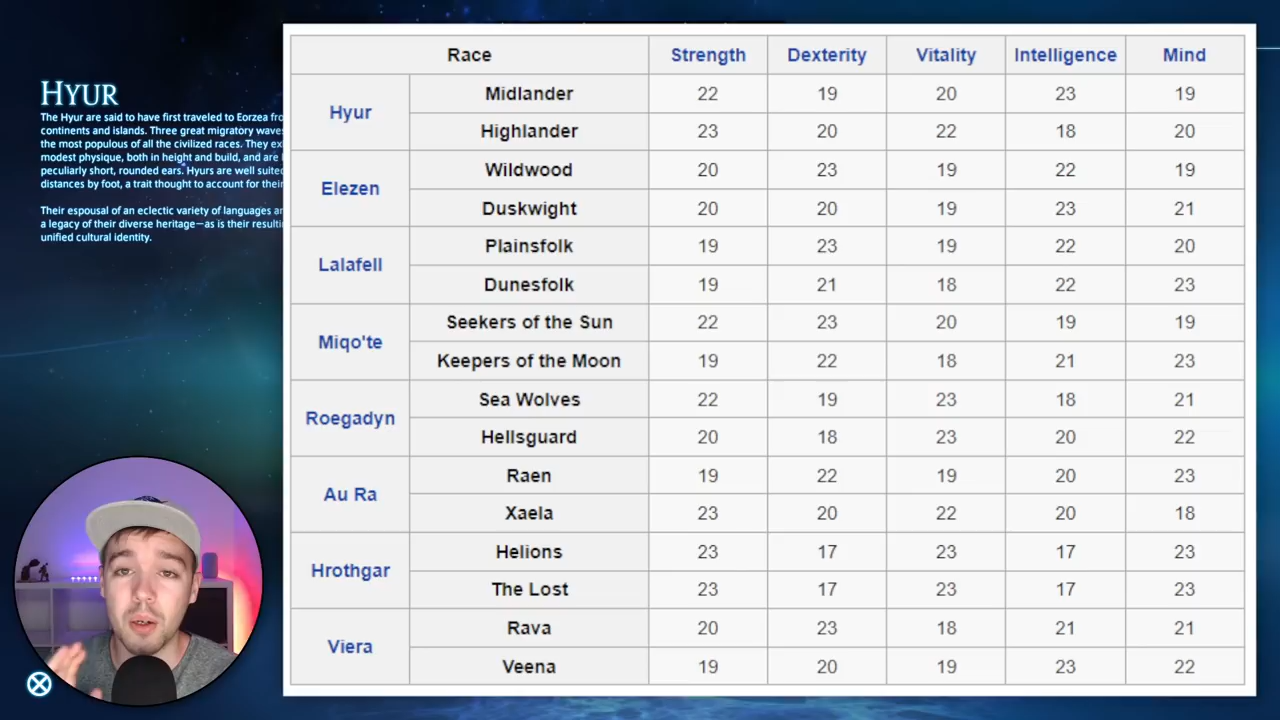 HYUR
The Hyur are said to have first traveled to Eorzea
continents and islands. Three great migratory
the most populous of all the civilized races. They
modest physique, both in height and build, and are
peculiarly short, rounded ears. Hyurs are well
distances by foot, a trait thought to account for
Their espousal of an eclectic variety of languages
a legacy of their diverse heritage—as is their
unified cultural identity.
Race Strength Dexterity Vitality Intelligence Mind
Hyur
Midlander 22 19 20 23 19
Highlander 23 20 22 18 20
Elezen
Wildwood 20 23 19 22 19
Duskwight 20 20 19 23 21
Lalafell
Plainsfolk 19 23 19 22 20
Dunesfolk 19 21 18 22 23
Miqo'te
Seekers of the Sun 22 23 20 19 19
Keepers of the Moon 19 22 18 21 23
Roegadyn
Sea Wolves 22 19 23 18 21
Hellsguard 20 18 23 20 22
Au Ra
Raen 19 22 19 20 23
Xaela 23 20 22 20 18
Hrothgar
Helions 23 17 23 17 23
The Lost 23 17 23 17 23
Viera
Rava 20 23 18 21 21
Veena 19 20 19 23 22